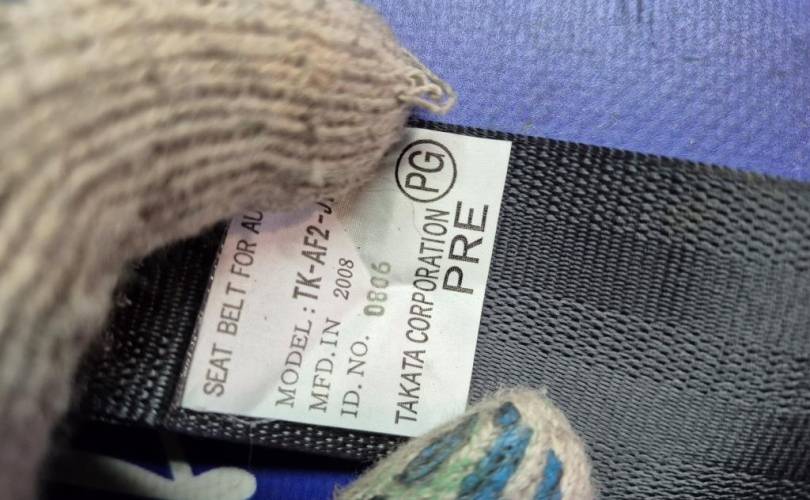 SEAT BELT FOR AU
MODEL : TK-AF2-J
MFD. IN 2008
ID. NO. 0806
TAKATA CORPORATION PG
PRE